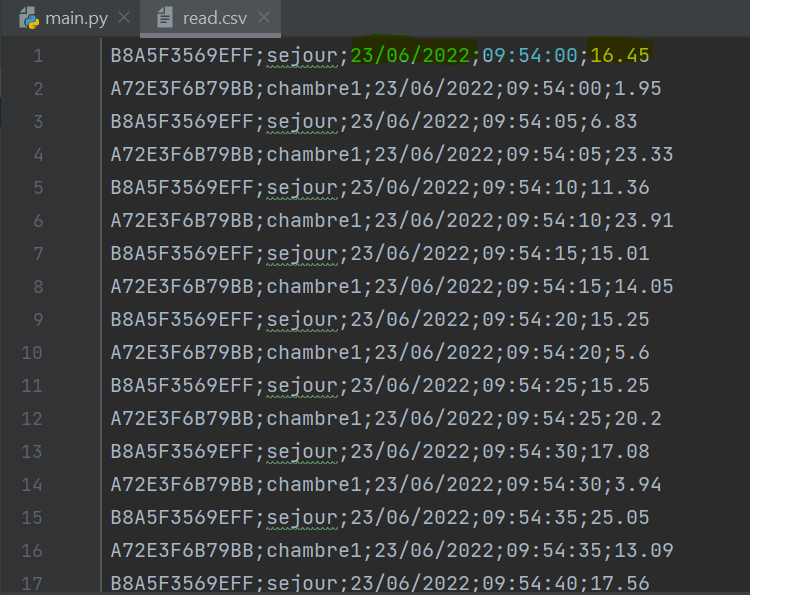 main.py read.csv
1 B8A5F3569EFF;sejour;23/06/2022;09:54:00;16.45
2 A72E3F6B79BB;chambre1;23/06/2022;09:54:00;1.95
3 B8A5F3569EFF;sejour;23/06/2022;09:54:05;6.83
4 A72E3F6B79BB;chambre1;23/06/2022;09:54:05;23.33
5 B8A5F3569EFF;sejour;23/06/2022;09:54:10;11.36
6 A72E3F6B79BB;chambre1;23/06/2022;09:54:10;23.91
7 B8A5F3569EFF;sejour;23/06/2022;09:54:15;15.01
8 A72E3F6B79BB;chambre1;23/06/2022;09:54:15;14.05
9 B8A5F3569EFF;sejour;23/06/2022;09:54:20;15.25
10 A72E3F6B79BB;chambre1;23/06/2022;09:54:20;5.6
11 B8A5F3569EFF;sejour;23/06/2022;09:54:25;15.25
12 A72E3F6B79BB;chambre1;23/06/2022;09:54:25;20.2
13 B8A5F3569EFF;sejour;23/06/2022;09:54:30;17.08
14 A72E3F6B79BB;chambre1;23/06/2022;09:54:30;3.94
15 B8A5F3569EFF;sejour;23/06/2022;09:54:35;25.05
16 A72E3F6B79BB;chambre1;23/06/2022;09:54:35;13.09
17 B8A5F3569EFF;sejour;23/06/2022;09:54:40;17.56